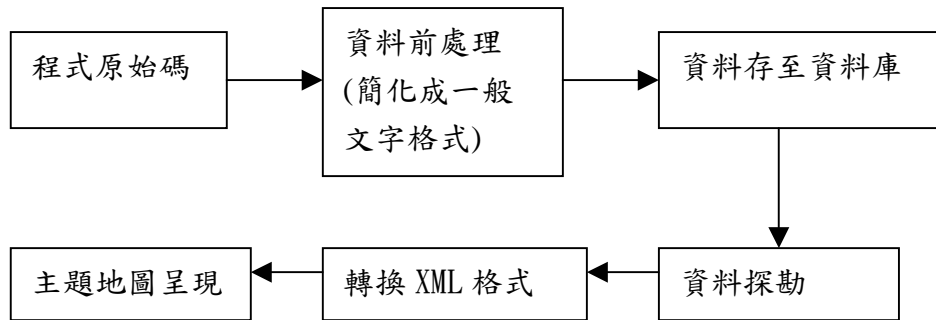 程式原始碼
資料前處理
(簡化成一般
文字格式)
資料存至資料庫
資料探勘
轉換 XML 格式
主題地圖呈現